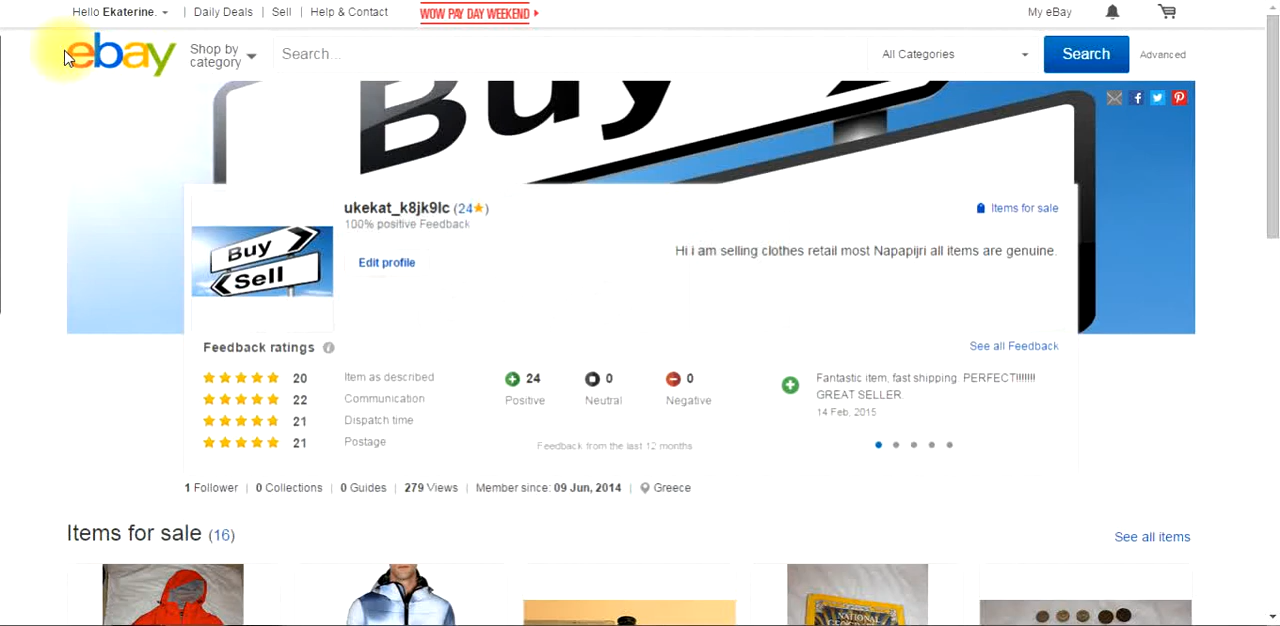 Hello Ekaterine. | Daily Deals | Sell | Help & Contact WOW PAY DAY WEEKEND My eBay
ebay Shop by category Search... All Categories Search Advanced
Buy
ukekat_k8jk9lc (24★) Items for sale
100% positive Feedback
Hi i am selling clothes retail most Napapijri all items are genuine.
Edit profile
Buy
Sell
Feedback ratings See all Feedback
20 Item as described 24 0 0 Fantastic item, fast shipping PERFECT!!!!!!!
22 Communication Positive Neutral Negative GREAT SELLER.
14 Feb, 2015
21 Dispatch time
21 Postage Feedback from the last 12 months
1 Follower | 0 Collections | 0 Guides | 279 Views | Member since: 09 Jun, 2014 | Greece
Items for sale (16) See all items
NATIONAL